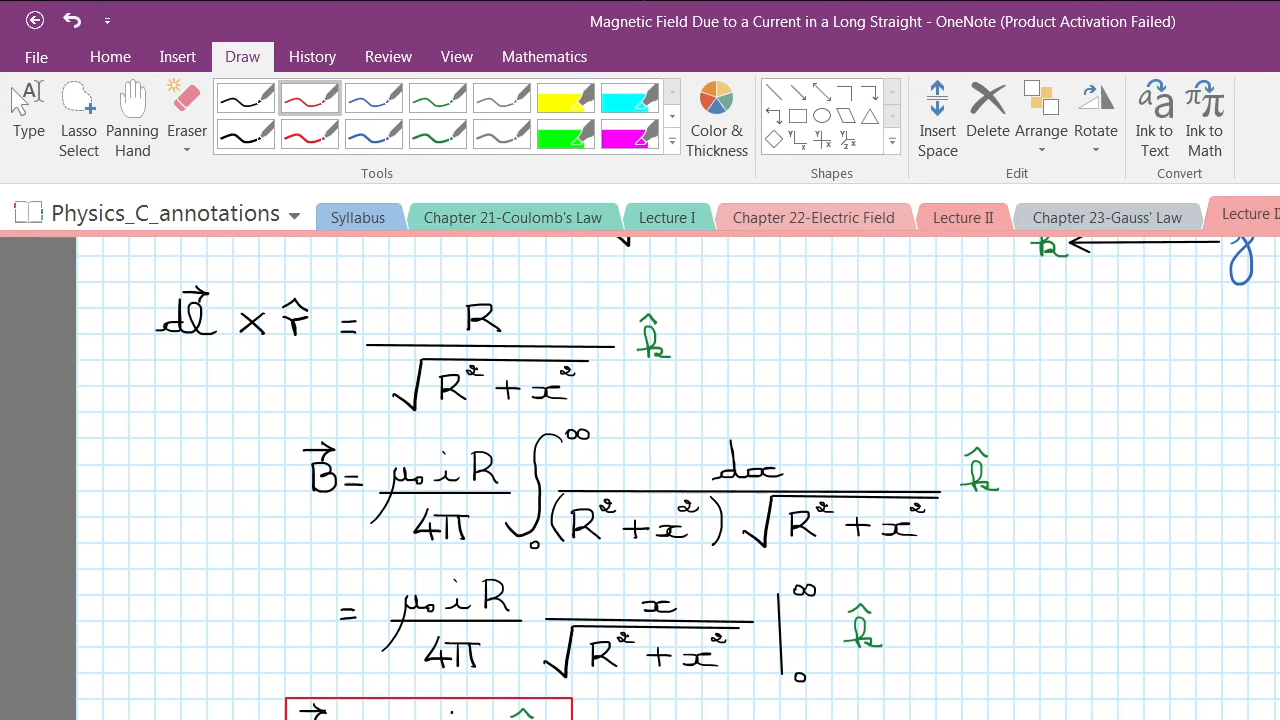 Magnetic Field Due to a Current in a Long Straight - OneNote (Product Activation Failed)
File Home Insert Draw History Review View Mathematics
Type Lasso Select Panning Hand Eraser Color & Thickness Insert Space Delete Arrange Rotate Ink to Text Ink to Math
Tools Shapes Edit Convert
Physics_C_annotations Syllabus Chapter 21-Coulomb's Law Lecture I Chapter 22-Electric Field Lecture II Chapter 23-Gauss' Law Lecture I
k ← y
dl⃗ × r̂ = R / √(R² + x²) k̂
B⃗ = μ₀ i R / 4π ∫₀^∞ dx / (R² + x²) √(R² + x²) k̂
= μ₀ i R / 4π x / √(R² + x²) |₀^∞ k̂